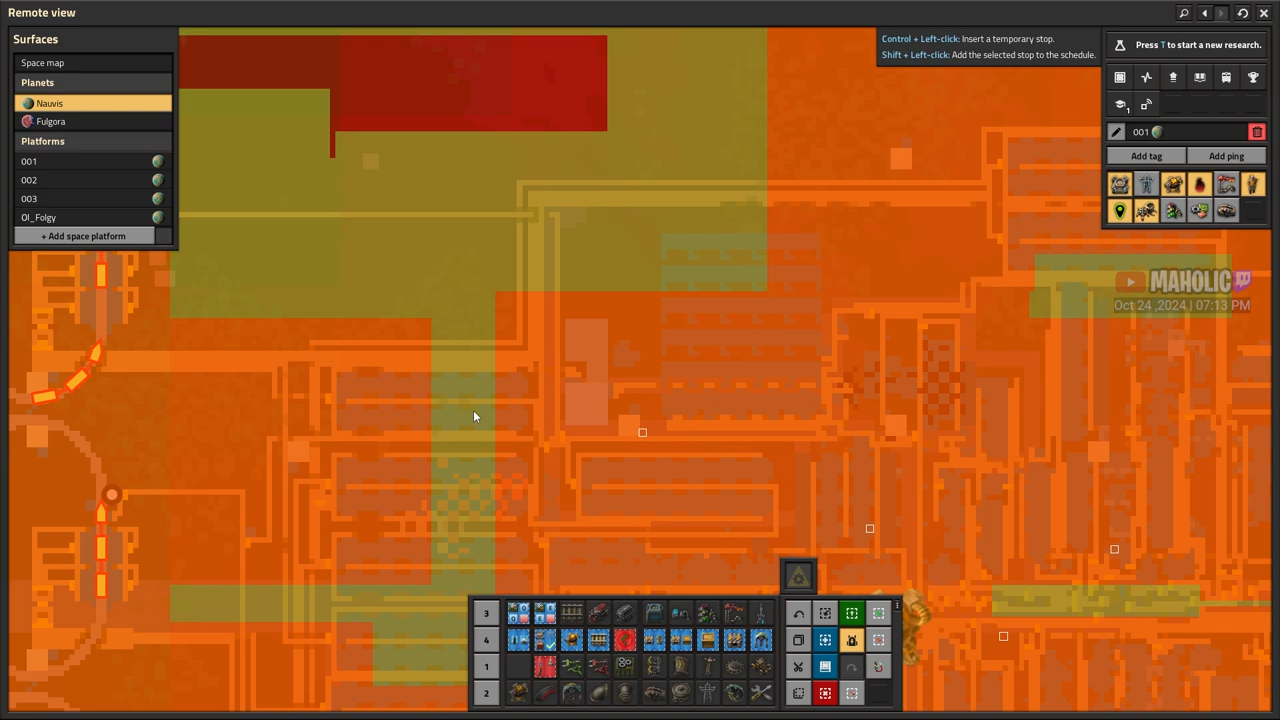 Remote view
Surfaces
Space map
Planets
Nauvis
Fulgora
Platforms
001
002
003
Ol_Folgy
+ Add space platform
Control + Left-click: Insert a temporary stop.
Shift + Left-click: Add the selected stop to the schedule.
Press T to start a new research.
1
001
Add tag
Add ping
MAHOLIC
Oct 24 ,2024 | 07:13 PM
3
4
1
2